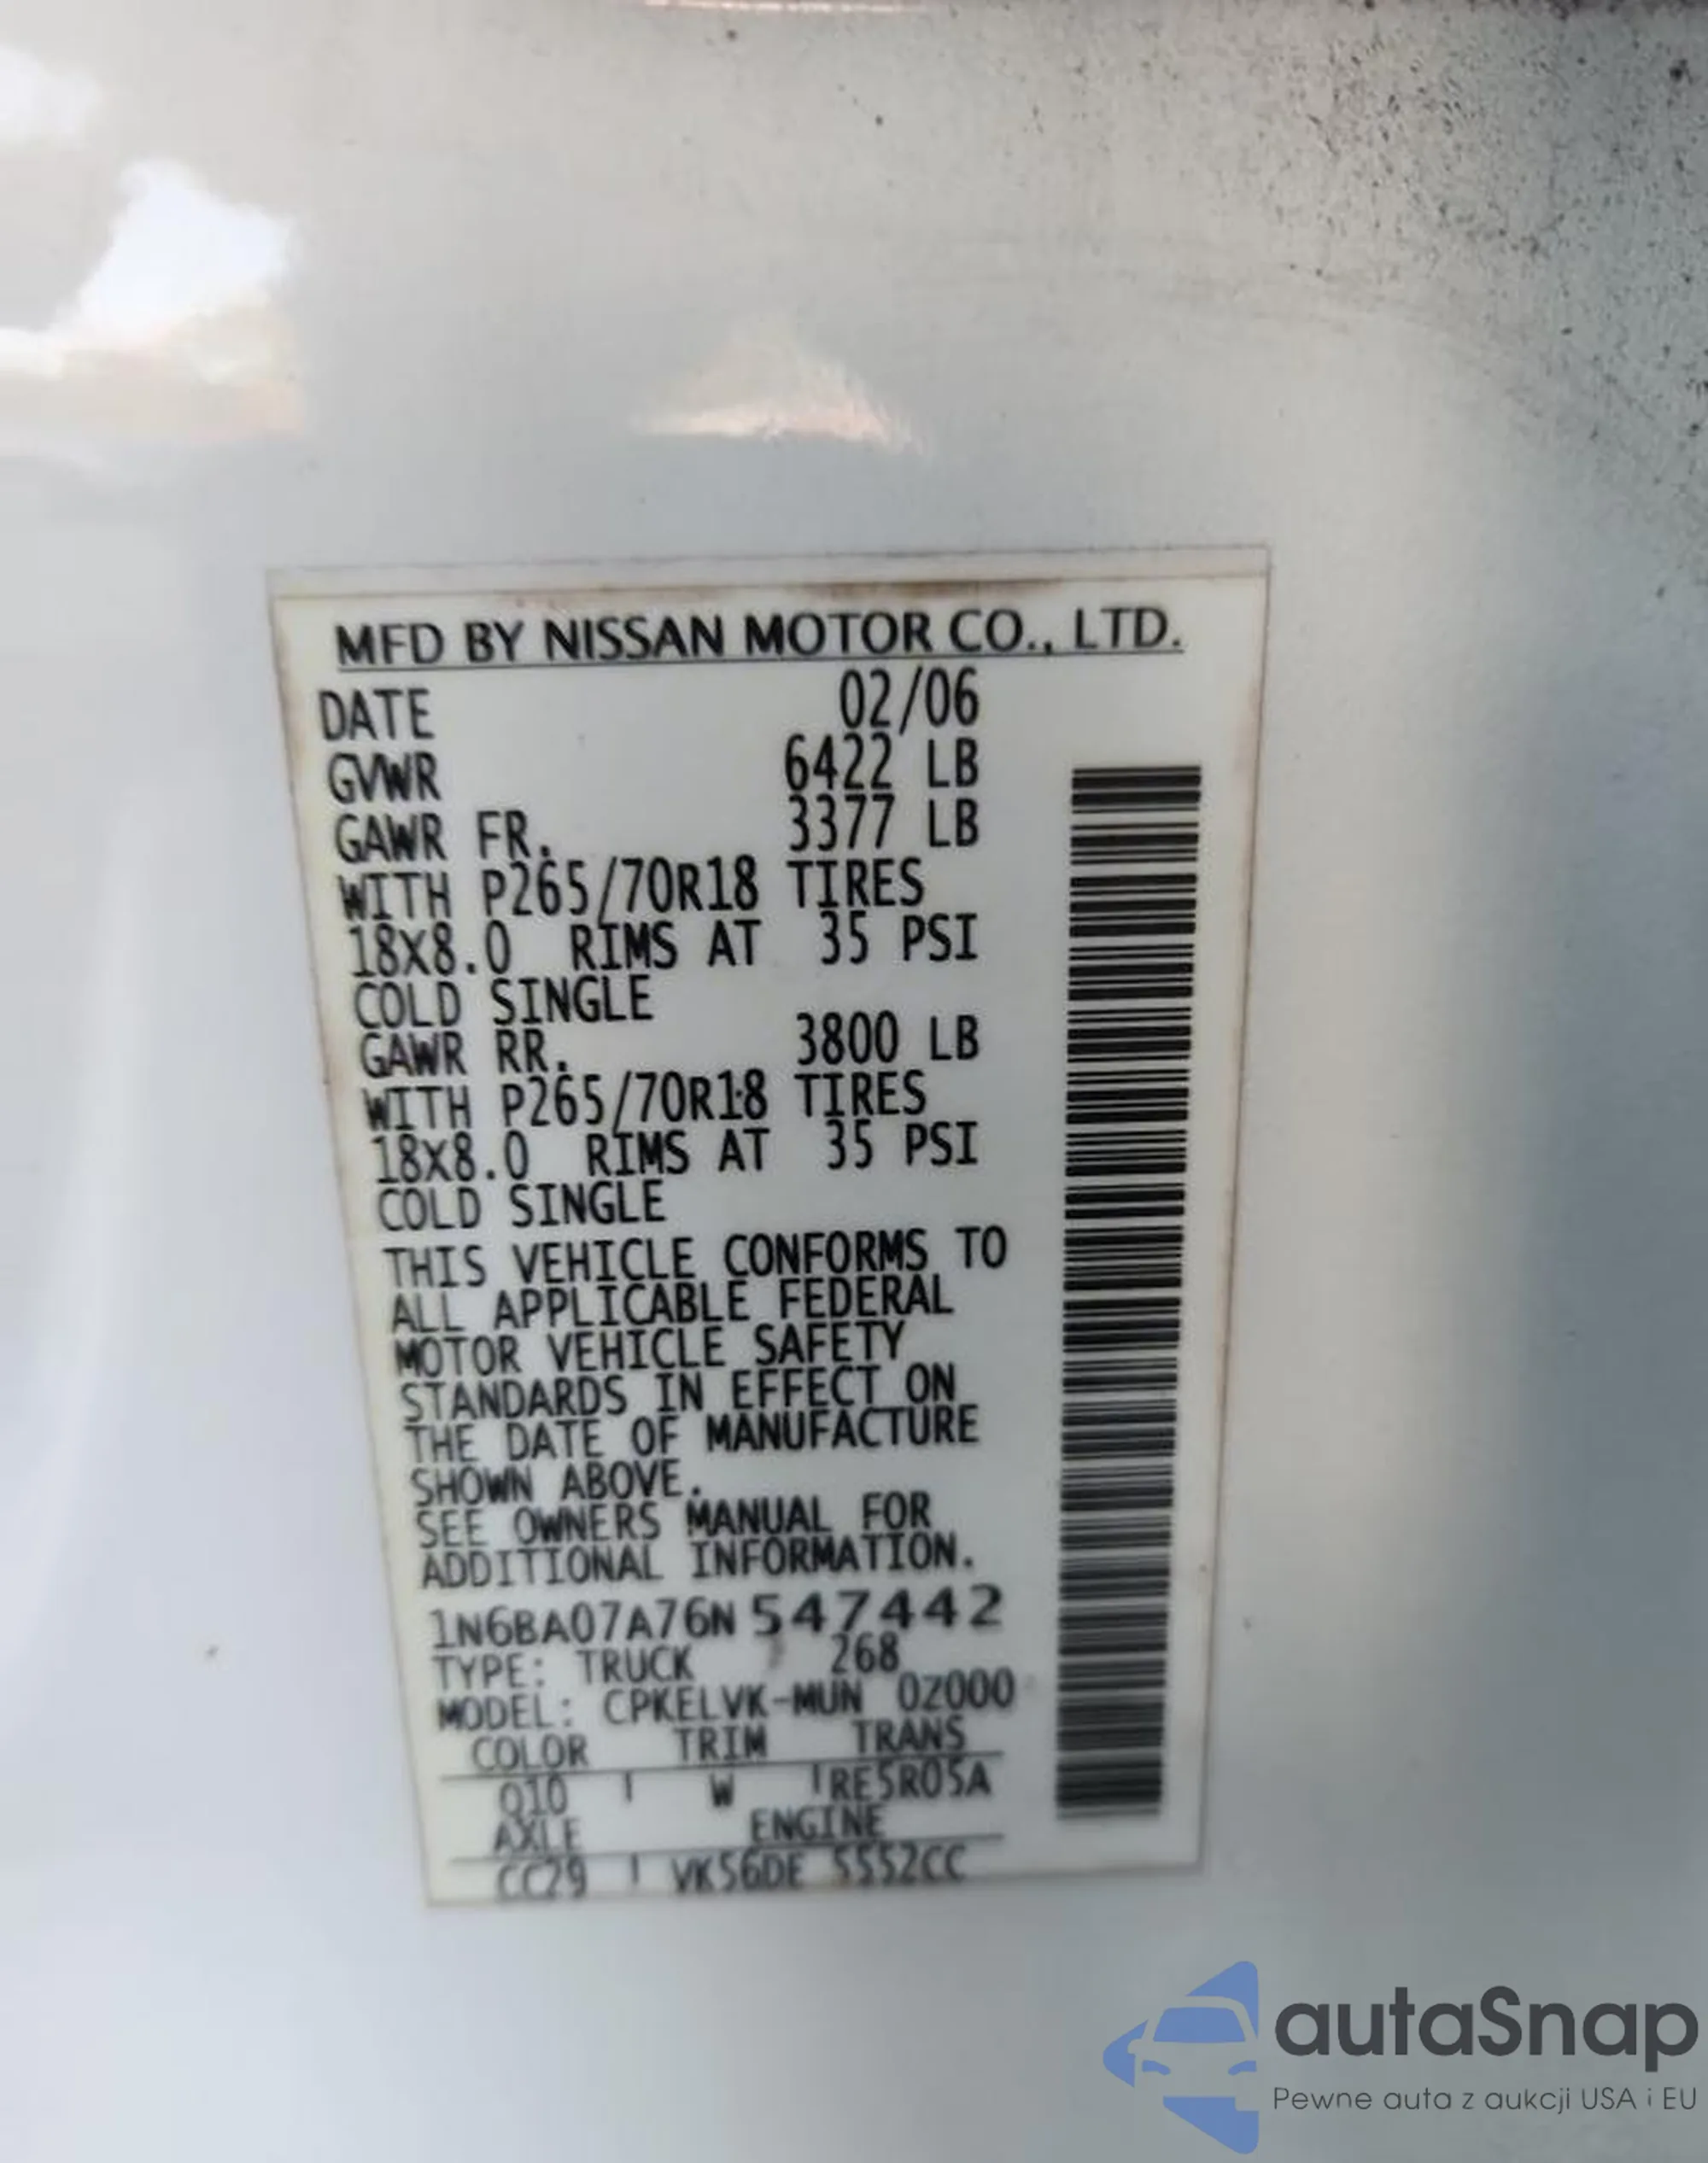 MFD BY NISSAN MOTOR CO., LTD.
DATE 02/06
GVWR 6422 LB
GAWR FR. 3377 LB
WITH P265/70R18 TIRES
18X8.0 RIMS AT 35 PSI
COLD SINGLE
GAWR RR. 3800 LB
WITH P265/70R18 TIRES
18X8.0 RIMS AT 35 PSI
COLD SINGLE
THIS VEHICLE CONFORMS TO
ALL APPLICABLE FEDERAL
MOTOR VEHICLE SAFETY
STANDARDS IN EFFECT ON
THE DATE OF MANUFACTURE
SHOWN ABOVE.
SEE OWNERS MANUAL FOR
ADDITIONAL INFORMATION.
1N6BA07A76N547442
TYPE: TRUCK 268
MODEL: CPKELVK-MUN 0Z000
COLOR TRIM TRANS
Q10 W RE5R05A
AXLE ENGINE
CC29 VK56DE 5552CC
autaSnap
Pewne auta z aukcji USA i EU